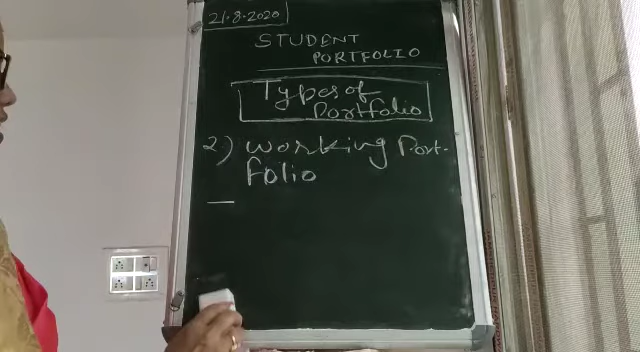 21.8.2020
STUDENT
PORTFOLIO
Types of
Portfolio
2) Working Port-
folio